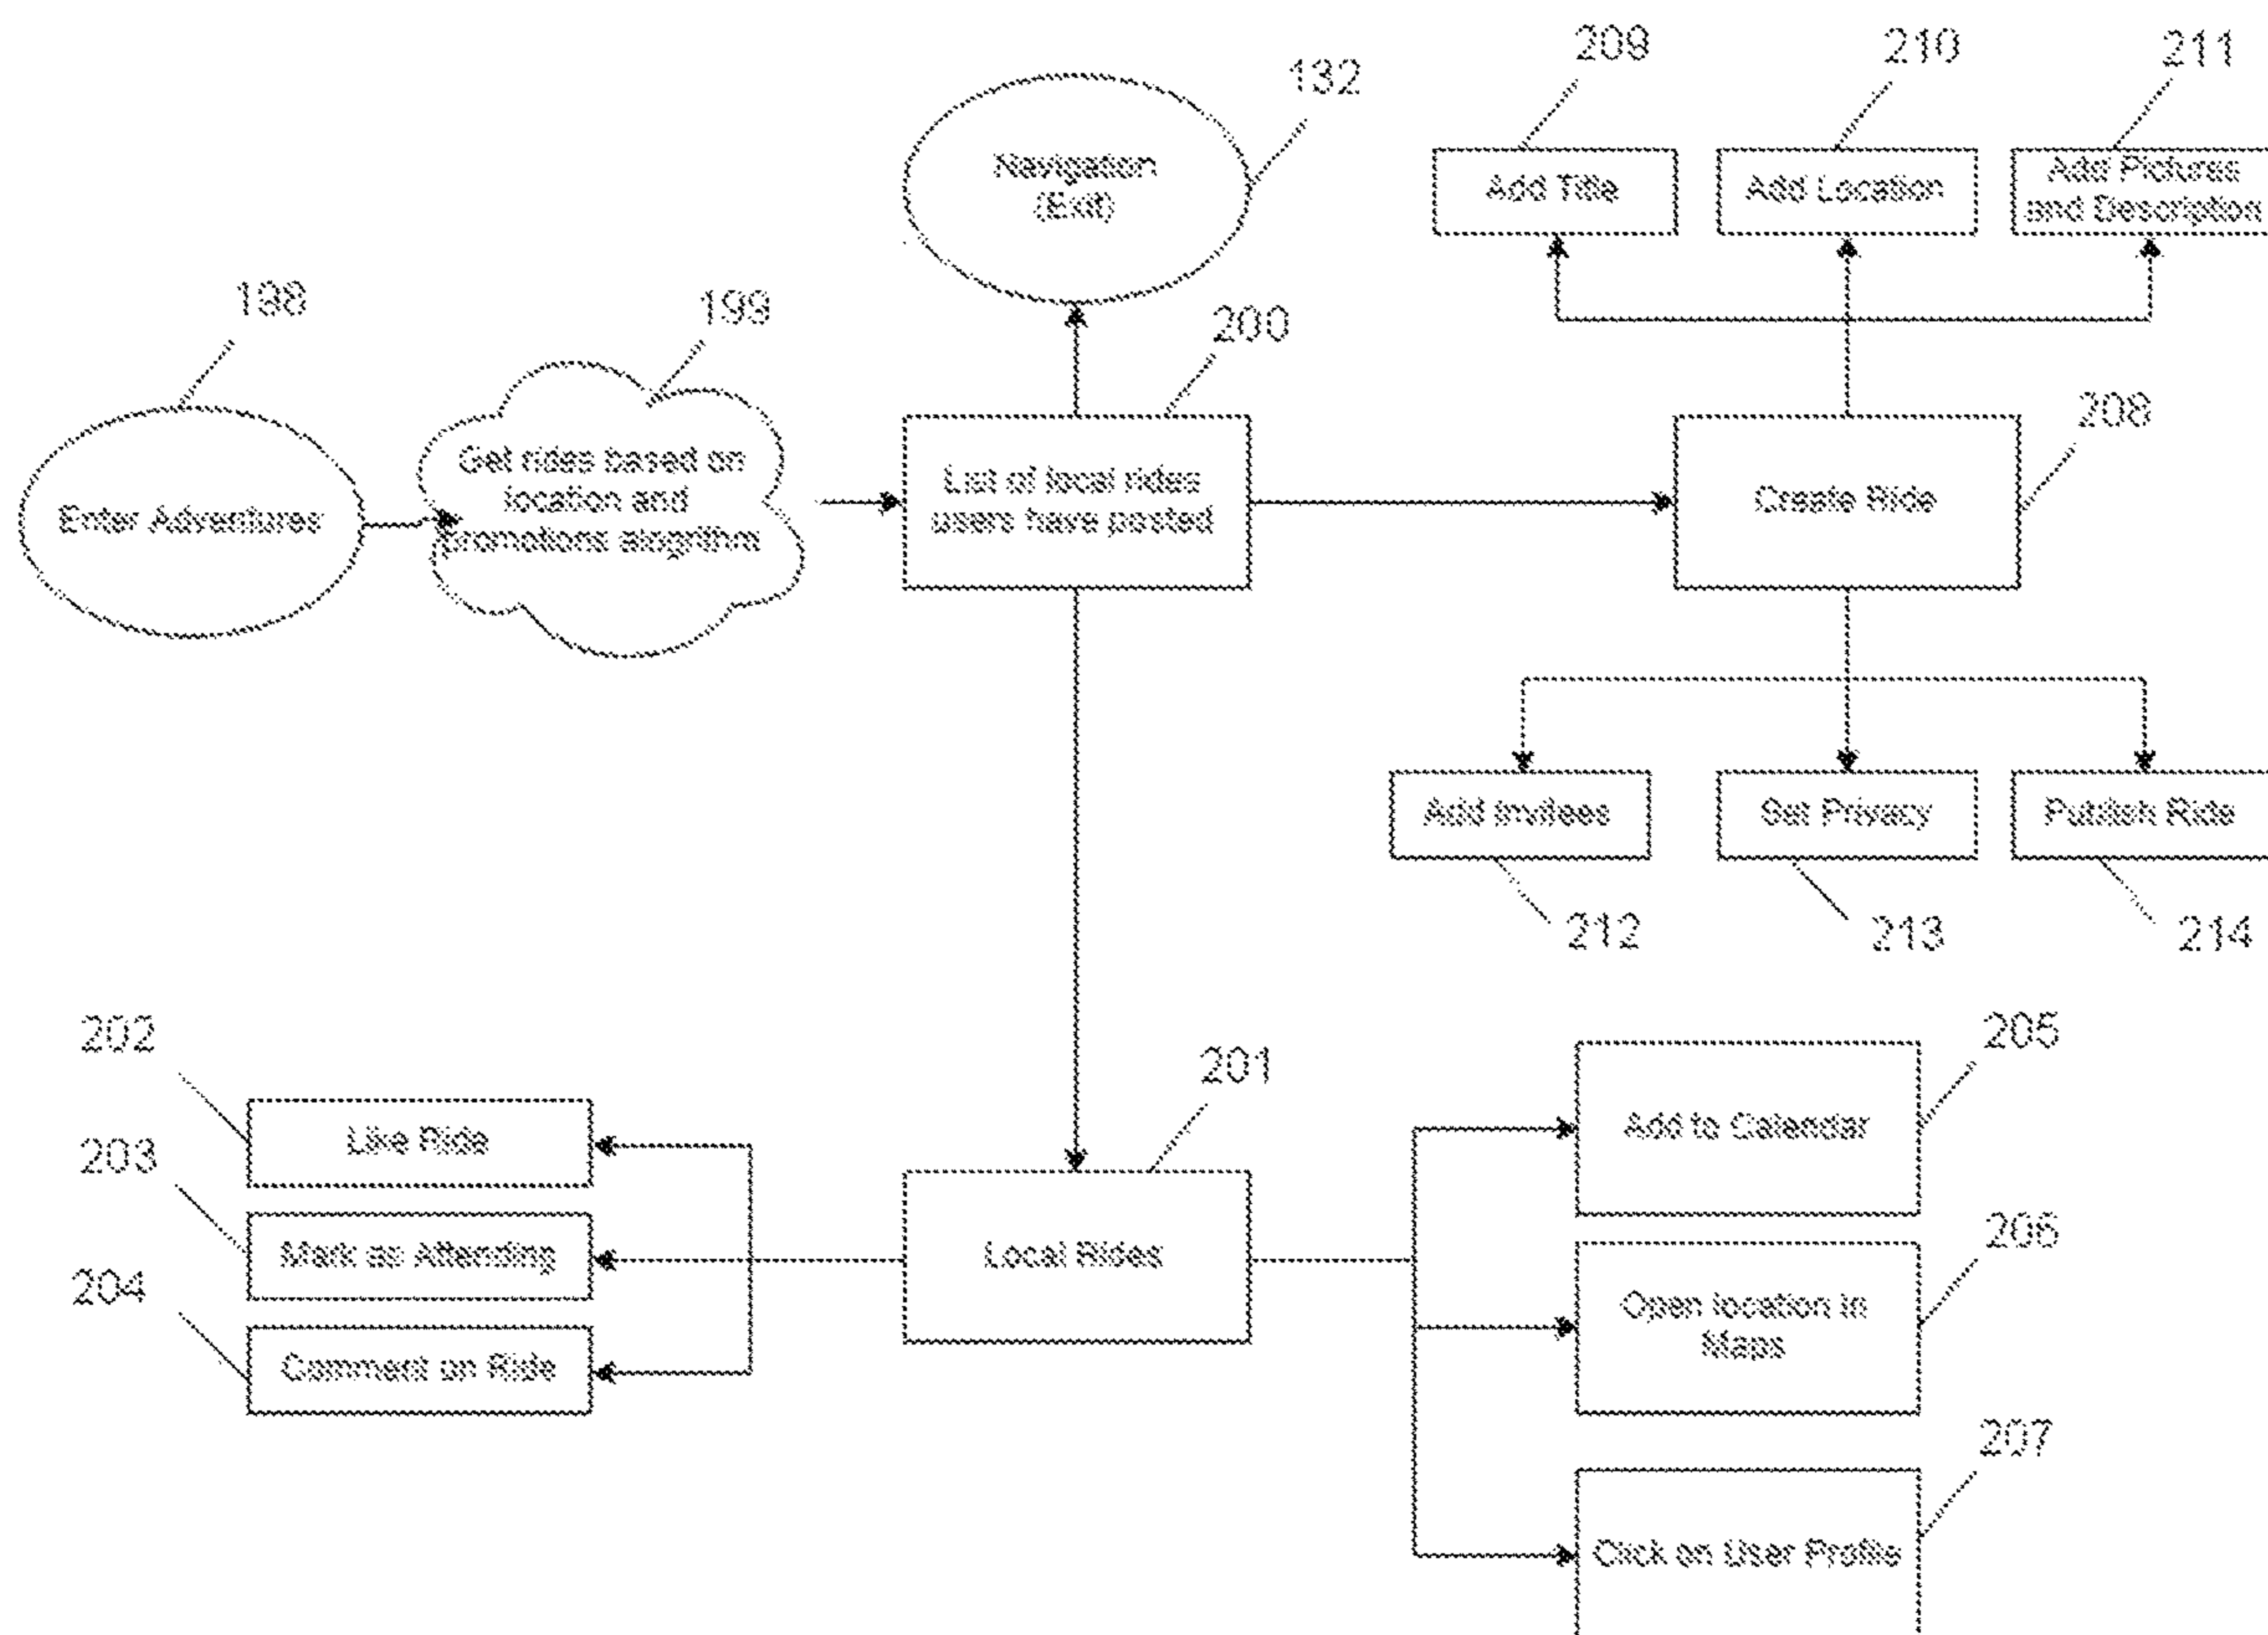 209
210
211
132
Navigation
(Exit)
Add Title
Add Location
Add Pictures
and Description
198
199
200
208
Enter Adventures
Get rides based on
location and
promotions alogrithm
List of local rides
users have posted
Create Ride
Add Invitees
Set Privacy
Publish Ride
212
213
214
202
203
204
Like Ride
Mark as Attending
Comment on Ride
201
Local Rides
205
Add to Calendar
206
Open location in
Maps
207
Click on User Profile